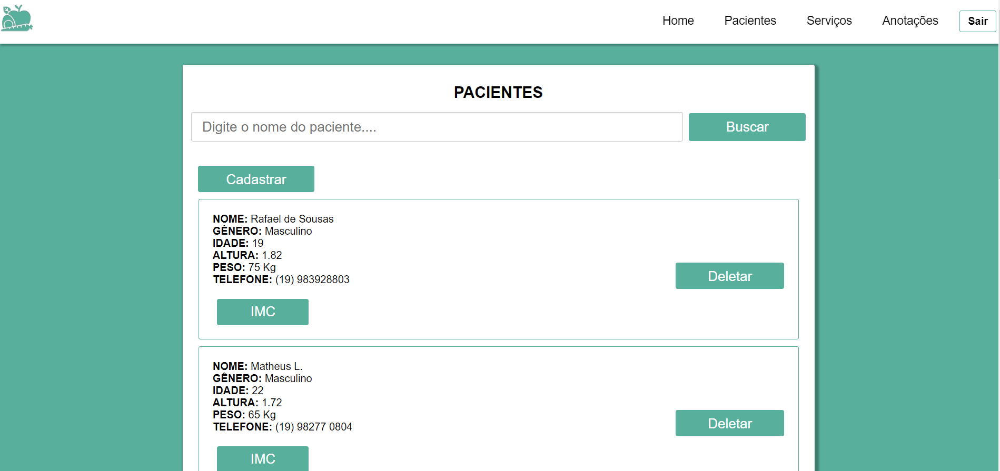 Home Pacientes Serviços Anotações Sair
PACIENTES
Digite o nome do paciente.... Buscar
Cadastrar
NOME: Rafael de Sousas
GÊNERO: Masculino
IDADE: 19
ALTURA: 1.82
PESO: 75 Kg
TELEFONE: (19) 983928803
Deletar
IMC
NOME: Matheus L.
GÊNERO: Masculino
IDADE: 22
ALTURA: 1.72
PESO: 65 Kg
TELEFONE: (19) 98277 0804
Deletar
IMC